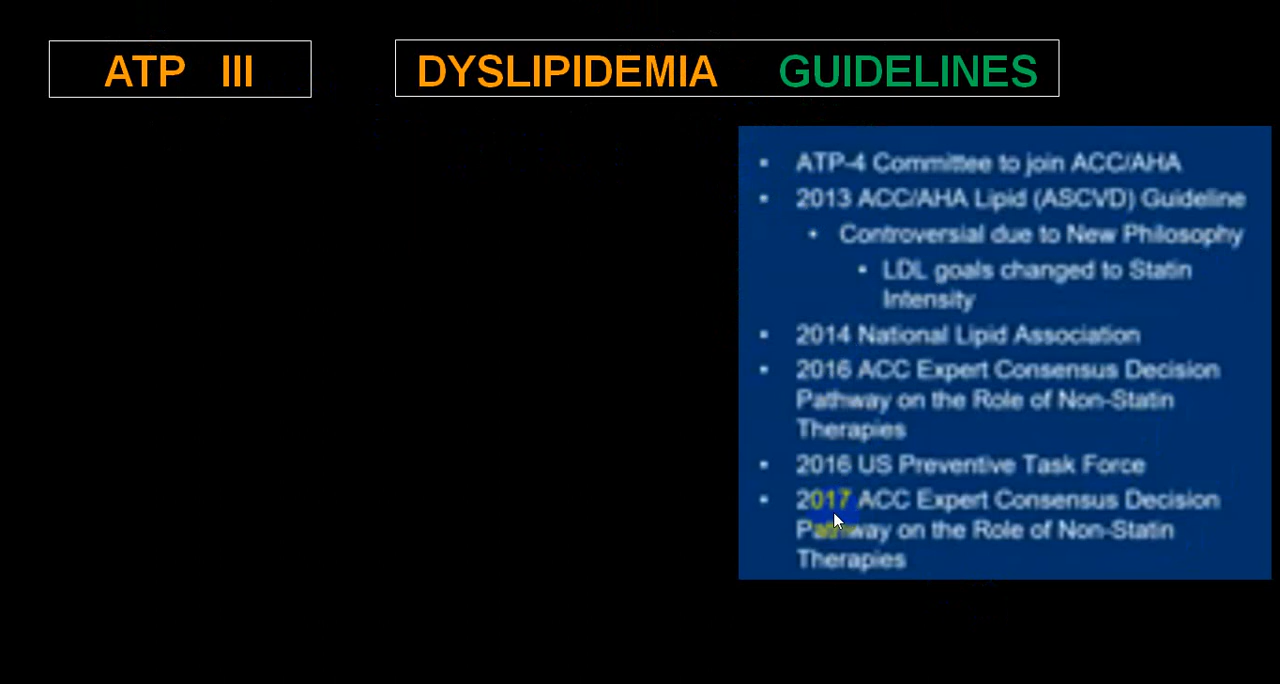 ATP III
DYSLIPIDEMIA GUIDELINES
• ATP-4 Committee to join ACC/AHA
• 2013 ACC/AHA Lipid (ASCVD) Guideline
• Controversial due to New Philosophy
• LDL goals changed to Statin
Intensity
• 2014 National Lipid Association
• 2016 ACC Expert Consensus Decision
Pathway on the Role of Non-Statin
Therapies
• 2016 US Preventive Task Force
• 2017 ACC Expert Consensus Decision
Pathway on the Role of Non-Statin
Therapies